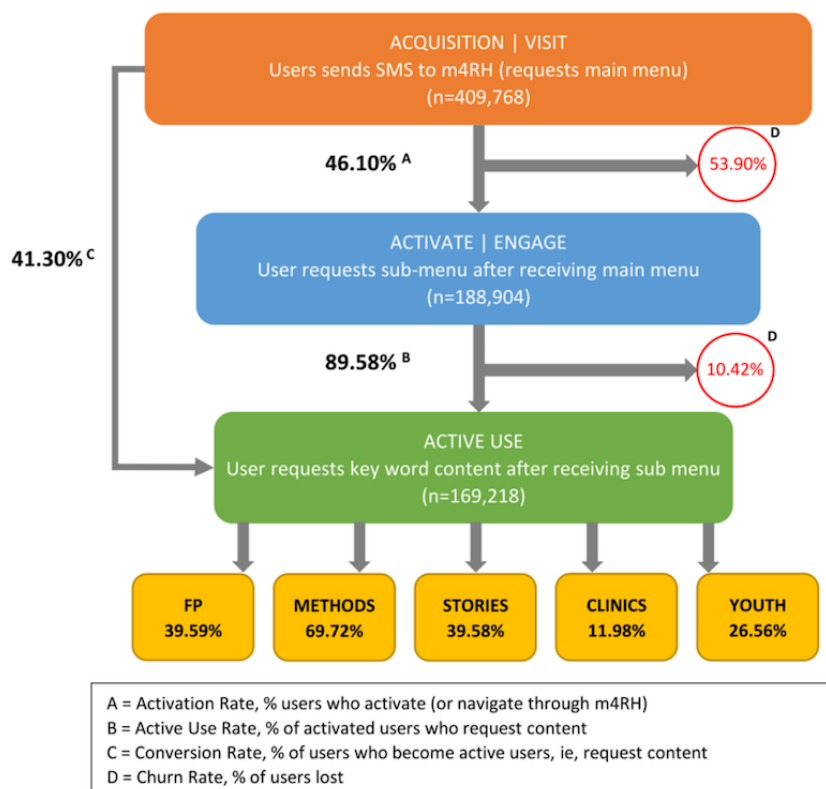 ACQUISITION | VISIT
Users sends SMS to m4RH (requests main menu)
(n=409,768)
D
46.10% A
53.90%
ACTIVATE | ENGAGE
41.30% C
User requests sub-menu after receiving main menu
(n=188,904)
D
89.58% B
10.42%
ACTIVE USE
User requests key word content after receiving sub menu
(n=169,218)
FP
39.59%
METHODS
69.72%
STORIES
39.58%
CLINICS
11.98%
YOUTH
26.56%
A = Activation Rate, % users who activate (or navigate through m4RH)
B = Active Use Rate, % of activated users who request content
C = Conversion Rate, % of users who become active users, ie, request content
D = Churn Rate, % of users lost